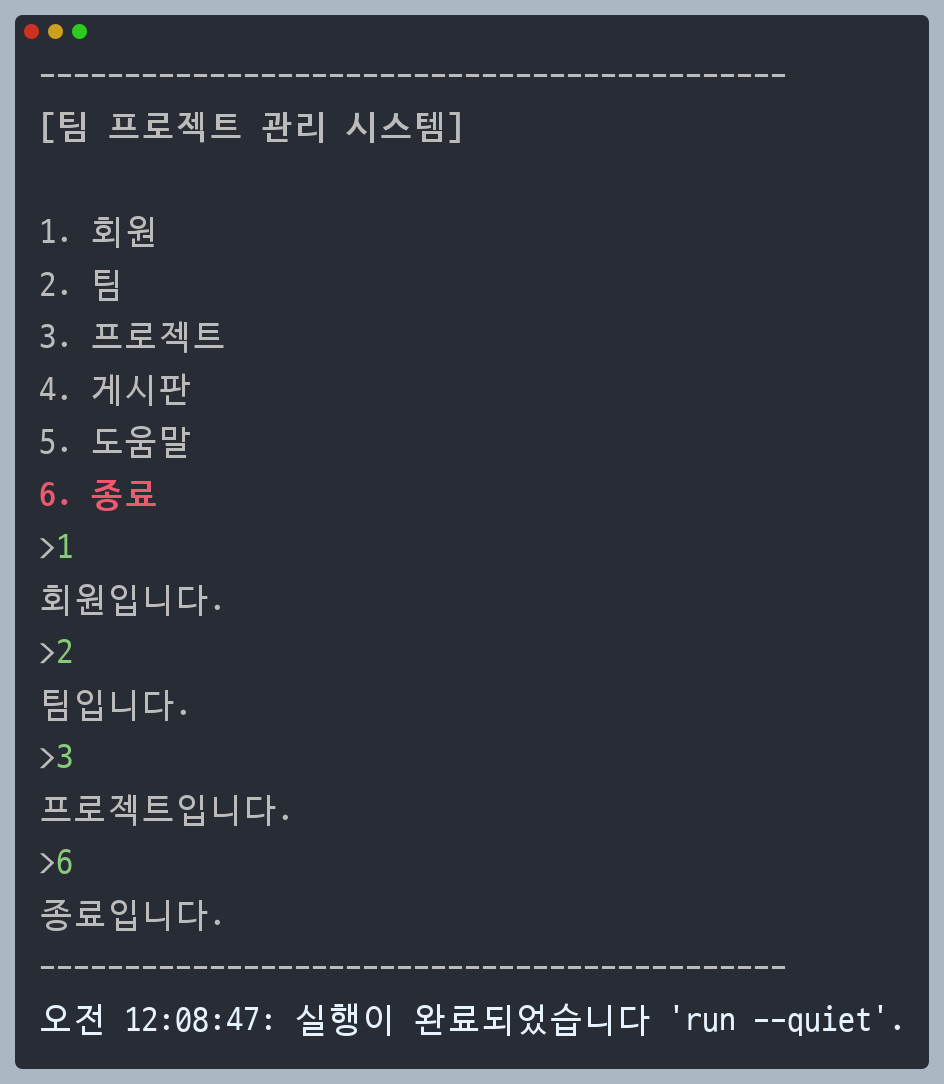 --------------------------------------------
[팀 프로젝트 관리 시스템]
1. 회원
2. 팀
3. 프로젝트
4. 게시판
5. 도움말
6. 종료
>1
회원입니다.
>2
팀입니다.
>3
프로젝트입니다.
>6
종료입니다.
--------------------------------------------
오전 12:08:47: 실행이 완료되었습니다 'run --quiet'.